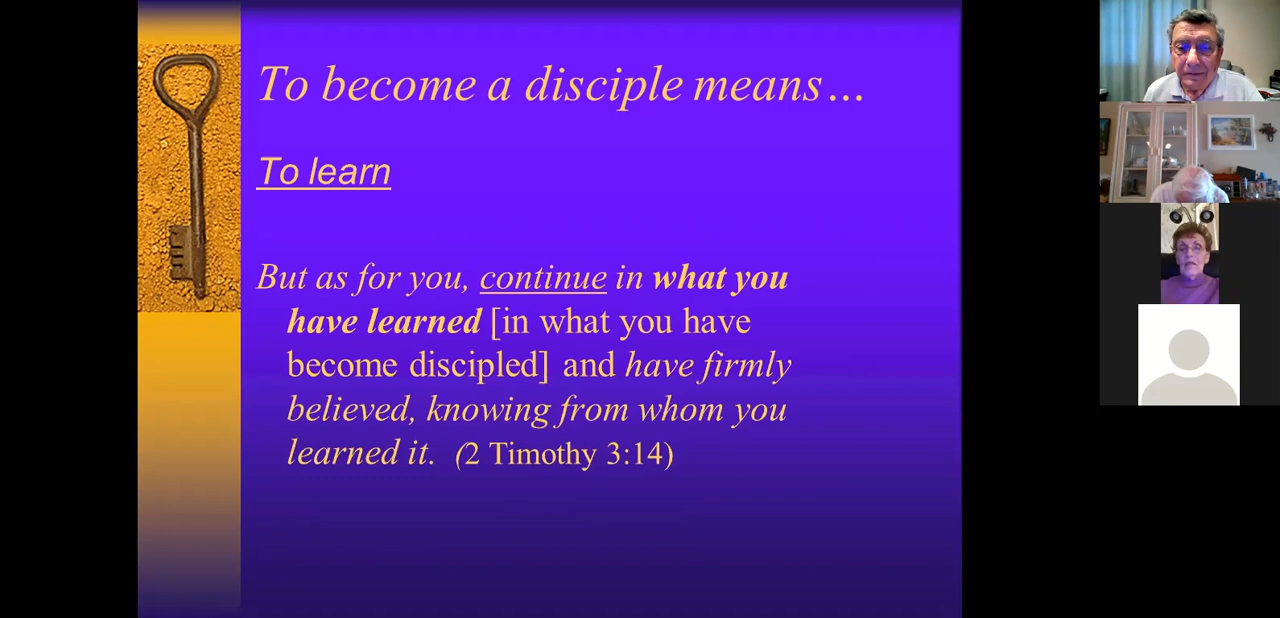 To become a disciple means…
To learn
But as for you, continue in what you
have learned [in what you have
become discipled] and have firmly
believed, knowing from whom you
learned it. (2 Timothy 3:14)